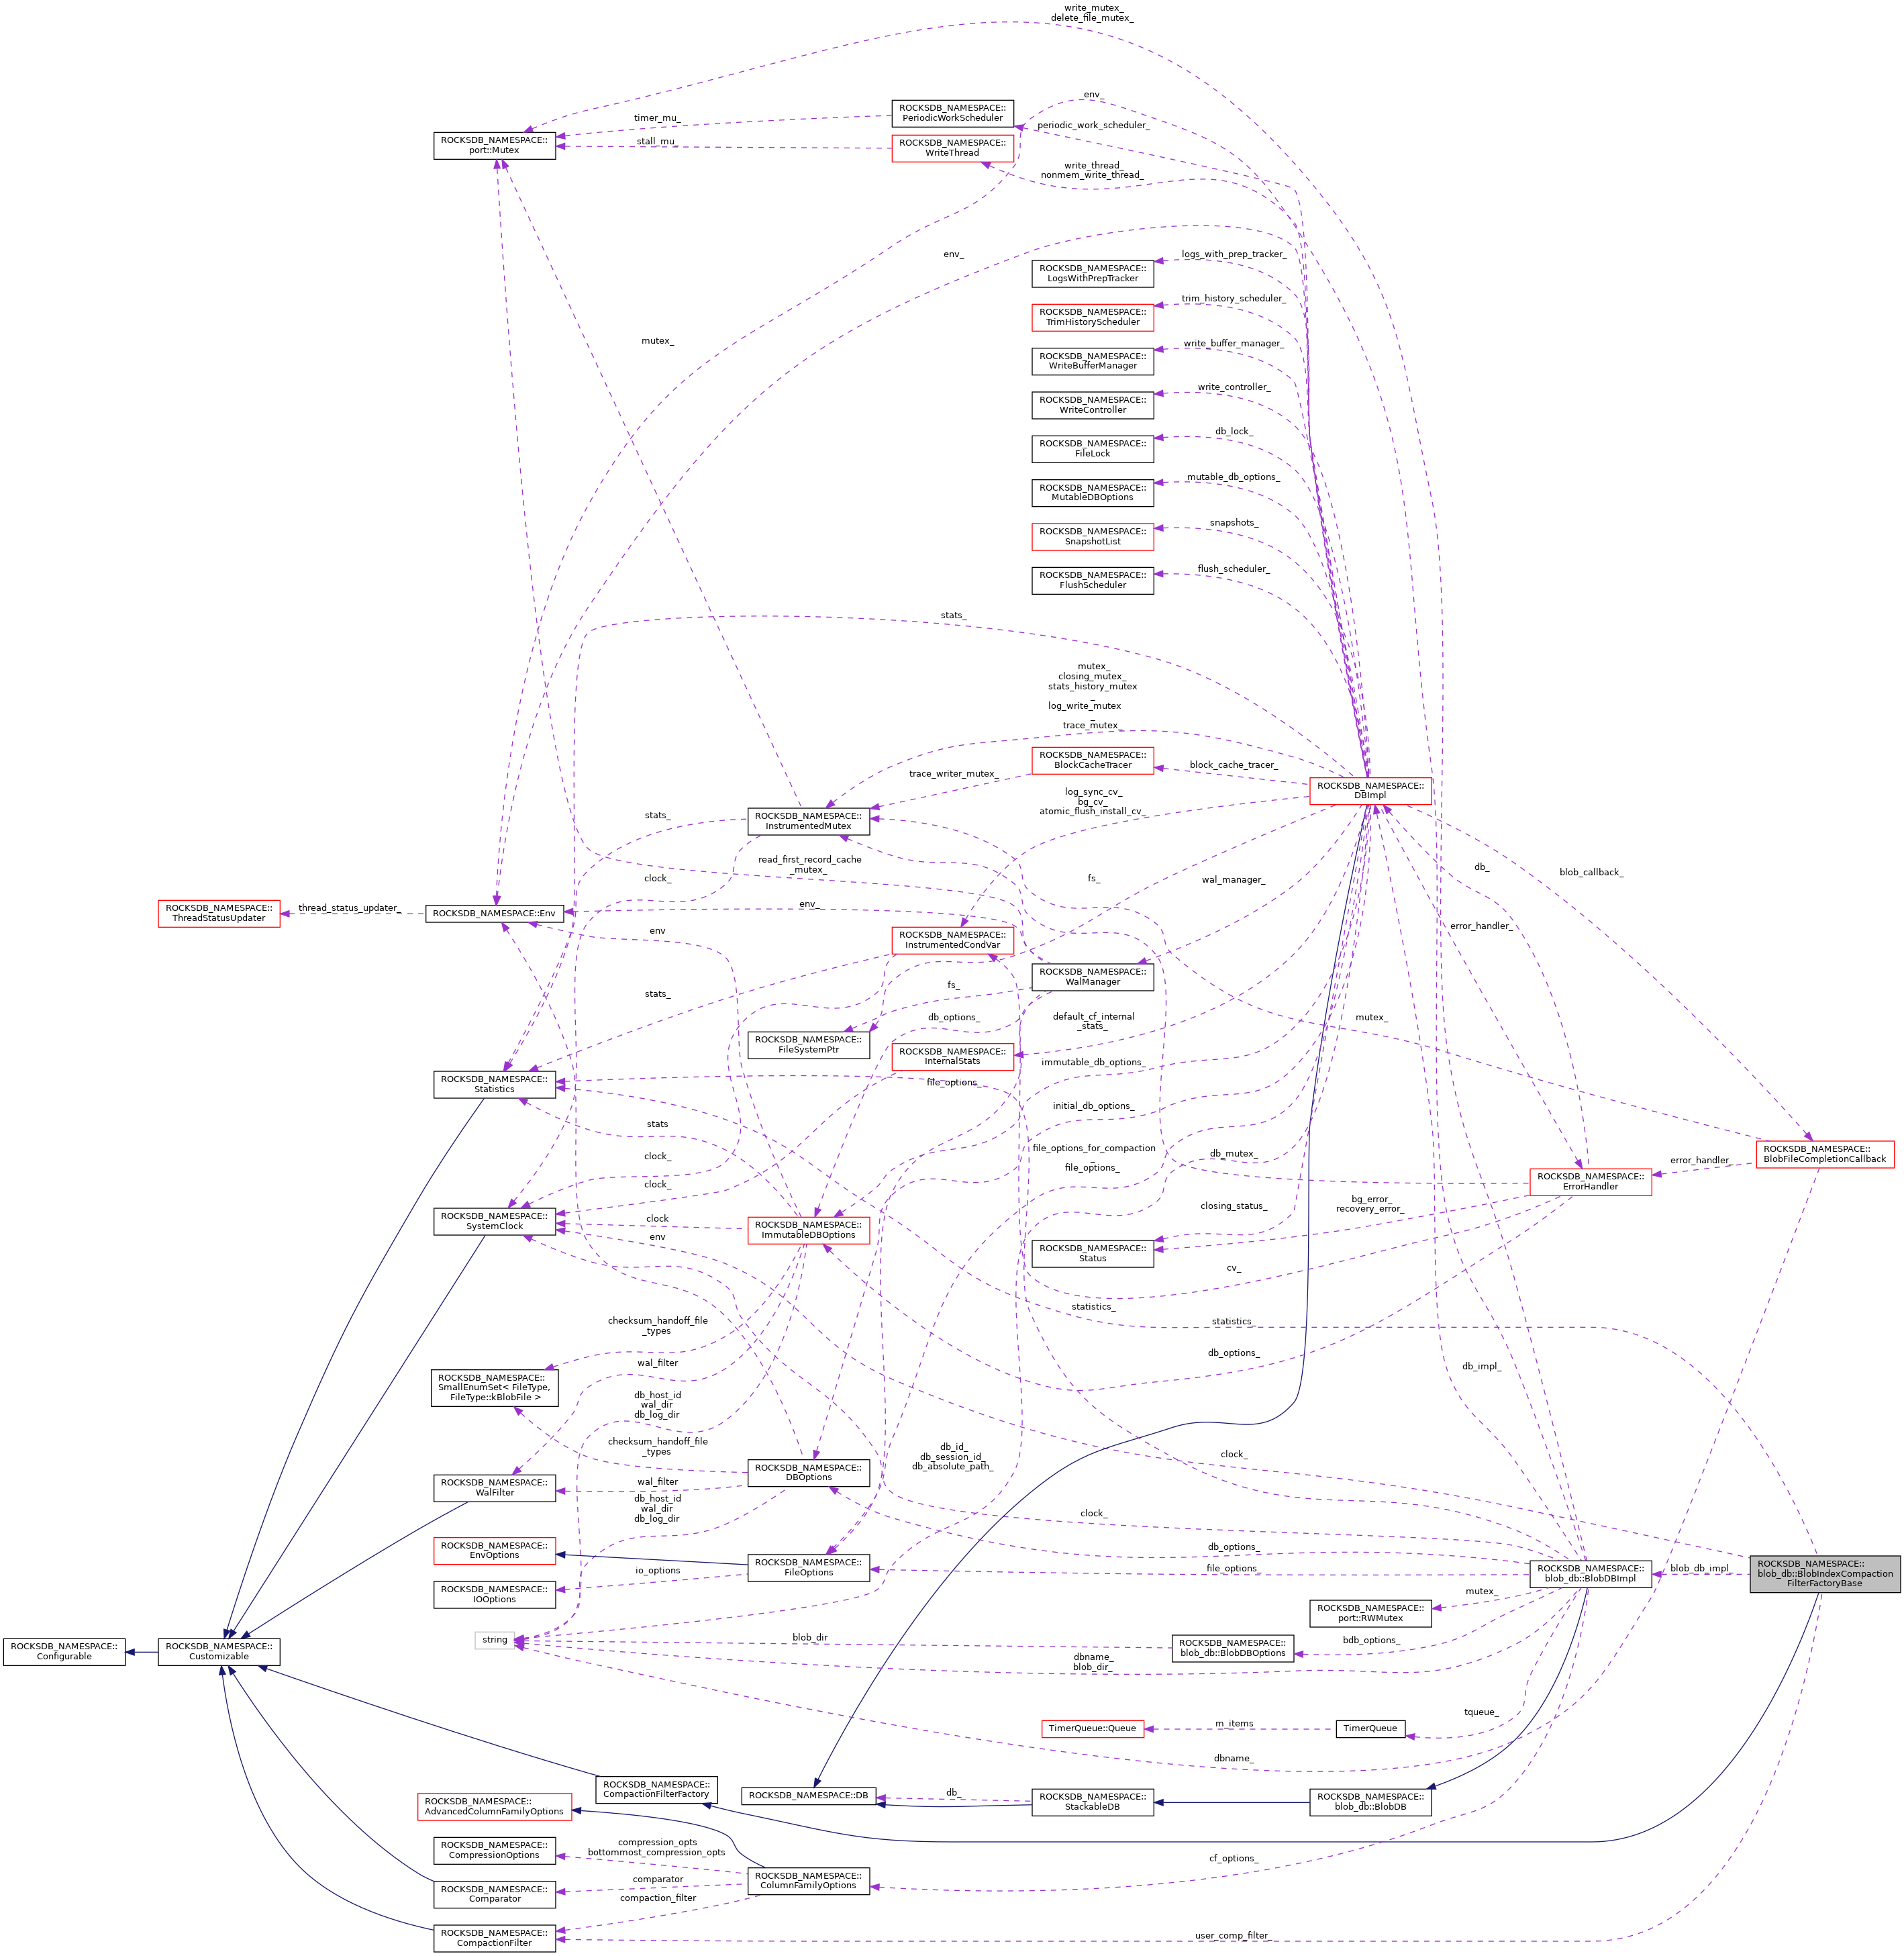 write_mutex_
delete_file_mutex_
env_
ROCKSDB_NAMESPACE::
PeriodicWorkScheduler
timer_mu_
periodic_work_scheduler_
ROCKSDB_NAMESPACE::
port::Mutex
stall_mu_
ROCKSDB_NAMESPACE::
WriteThread
write_thread_
nonmem_write_thread_
env_
logs_with_prep_tracker_
ROCKSDB_NAMESPACE::
LogsWithPrepTracker
trim_history_scheduler_
ROCKSDB_NAMESPACE::
TrimHistoryScheduler
mutex_
write_buffer_manager_
ROCKSDB_NAMESPACE::
WriteBufferManager
write_controller_
ROCKSDB_NAMESPACE::
WriteController
db_lock_
ROCKSDB_NAMESPACE::
FileLock
mutable_db_options_
ROCKSDB_NAMESPACE::
MutableDBOptions
snapshots_
ROCKSDB_NAMESPACE::
SnapshotList
flush_scheduler_
ROCKSDB_NAMESPACE::
FlushScheduler
stats_
mutex_
closing_mutex_
stats_history_mutex
_
log_write_mutex
_
trace_mutex_
ROCKSDB_NAMESPACE::
BlockCacheTracer
block_cache_tracer_
trace_writer_mutex_
ROCKSDB_NAMESPACE::
DBImpl
log_sync_cv_
bg_cv_
atomic_flush_install_cv_
stats_
ROCKSDB_NAMESPACE::
InstrumentedMutex
read_first_record_cache
_mutex_
clock_
fs_
wal_manager_
db_
blob_callback_
ROCKSDB_NAMESPACE::
ThreadStatusUpdater
thread_status_updater_
ROCKSDB_NAMESPACE::Env
env_
env
ROCKSDB_NAMESPACE::
InstrumentedCondVar
error_handler_
stats_
fs_
ROCKSDB_NAMESPACE::
WalManager
db_options_
default_cf_internal
_stats_
mutex_
ROCKSDB_NAMESPACE::
FileSystemPtr
ROCKSDB_NAMESPACE::
InternalStats
immutable_db_options_
ROCKSDB_NAMESPACE::
Statistics
file_options_
initial_db_options_
stats
clock_
clock_
file_options_for_compaction
_
file_options_
db_mutex_
ROCKSDB_NAMESPACE::
BlobFileCompletionCallback
error_handler_
ROCKSDB_NAMESPACE::
ErrorHandler
ROCKSDB_NAMESPACE::
SystemClock
clock
env
ROCKSDB_NAMESPACE::
ImmutableDBOptions
closing_status_
bg_error_
recovery_error_
ROCKSDB_NAMESPACE::
Status
cv_
statistics_
statistics_
checksum_handoff_file
_types
db_options_
wal_filter
db_impl_
ROCKSDB_NAMESPACE::
SmallEnumSet< FileType,
FileType::kBlobFile >
db_host_id
wal_dir
db_log_dir
checksum_handoff_file
_types
db_id_
db_session_id_
db_absolute_path_
clock_
ROCKSDB_NAMESPACE::
DBOptions
wal_filter
ROCKSDB_NAMESPACE::
WalFilter
db_host_id
wal_dir
db_log_dir
clock_
db_options_
ROCKSDB_NAMESPACE::
EnvOptions
ROCKSDB_NAMESPACE::
FileOptions
file_options_
ROCKSDB_NAMESPACE::
blob_db::BlobDBImpl
blob_db_impl_
ROCKSDB_NAMESPACE::
blob_db::BlobIndexCompaction
FilterFactoryBase
io_options
ROCKSDB_NAMESPACE::
IOOptions
mutex_
ROCKSDB_NAMESPACE::
port::RWMutex
string
blob_dir
ROCKSDB_NAMESPACE::
blob_db::BlobDBOptions
bdb_options_
ROCKSDB_NAMESPACE::
Configurable
ROCKSDB_NAMESPACE::
Customizable
dbname_
blob_dir_
tqueue_
TimerQueue::Queue
m_items
TimerQueue
dbname_
ROCKSDB_NAMESPACE::
CompactionFilterFactory
ROCKSDB_NAMESPACE::DB
db_
ROCKSDB_NAMESPACE::
StackableDB
ROCKSDB_NAMESPACE::
blob_db::BlobDB
ROCKSDB_NAMESPACE::
AdvancedColumnFamilyOptions
compression_opts
bottommost_compression_opts
ROCKSDB_NAMESPACE::
CompressionOptions
cf_options_
comparator
ROCKSDB_NAMESPACE::
ColumnFamilyOptions
ROCKSDB_NAMESPACE::
Comparator
compaction_filter
ROCKSDB_NAMESPACE::
CompactionFilter
user_comp_filter_